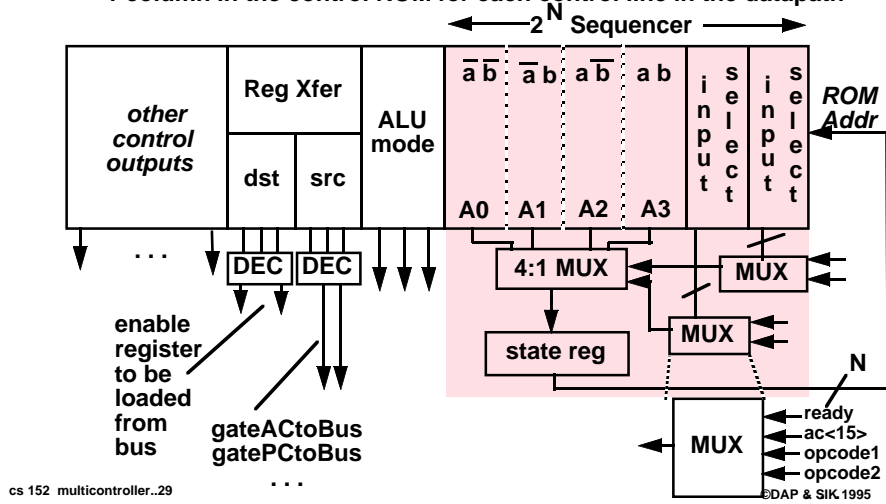 1 column in the control ROM for each control line in the datapath
2 N Sequencer
other control outputs
Reg Xfer
dst
src
ALU mode
a̅ b̅
a̅ b
a b̅
a b
A0
A1
A2
A3
input select
input select
ROM Addr
. . .
DEC
DEC
4:1 MUX
MUX
MUX
state reg
N
enable
register
to be
loaded
from
bus
gateACtoBus
gatePCtoBus
. . .
MUX
ready
ac<15>
opcode1
opcode2
cs 152 multicontroller..29
©DAP & SIK 1995